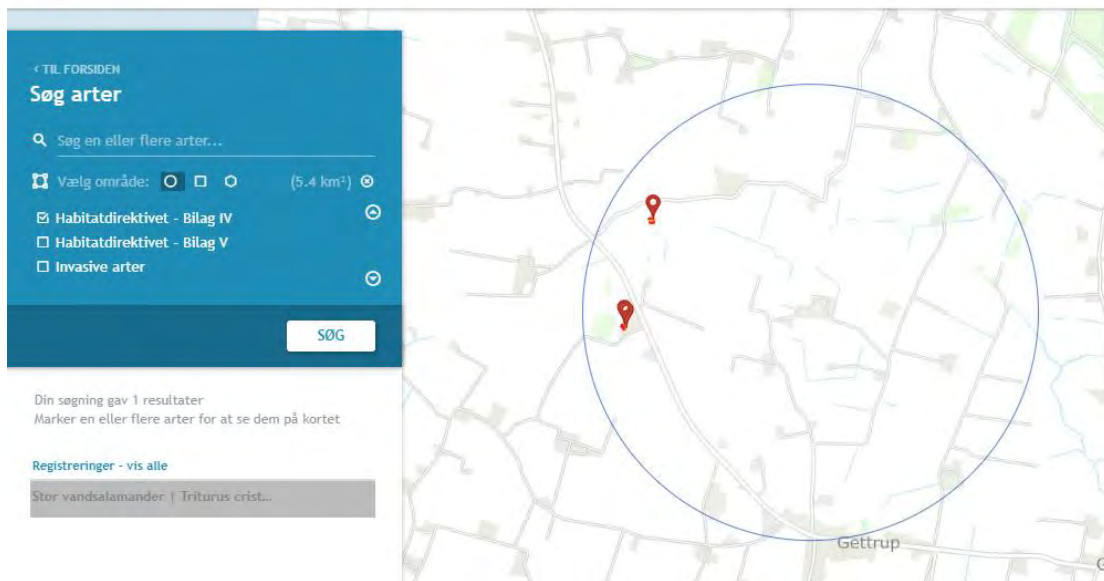 ‹ TIL FORSIDEN
Søg arter
Søg en eller flere arter...
Vælg område: (5.4 km²)
Habitatdirektivet - Bilag IV
Habitatdirektivet - Bilag V
Invasive arter
SØG
Din søgning gav 1 resultater
Marker en eller flere arter for at se dem på kortet
Registreringer - vis alle
Stor vandsalamander | Triturus crist...
Gettrup
G